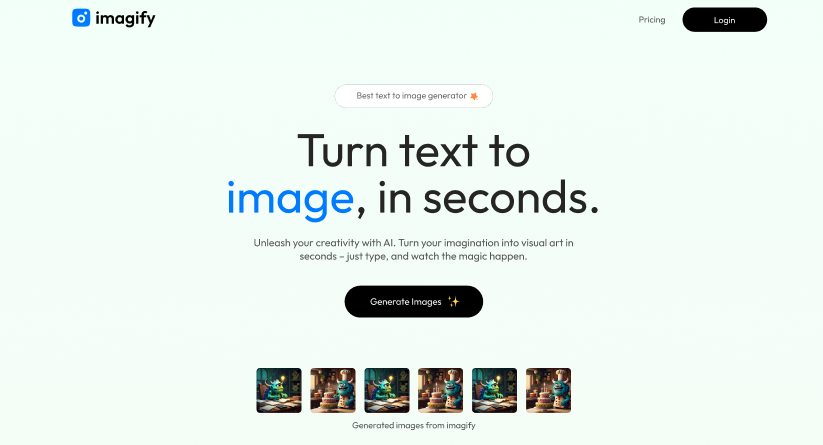 imagify
Pricing
Login
Best text to image generator
Turn text to
image, in seconds.
Unleash your creativity with AI. Turn your imagination into visual art in
seconds – just type, and watch the magic happen.
Generate Images ✨
Generated images from imagify